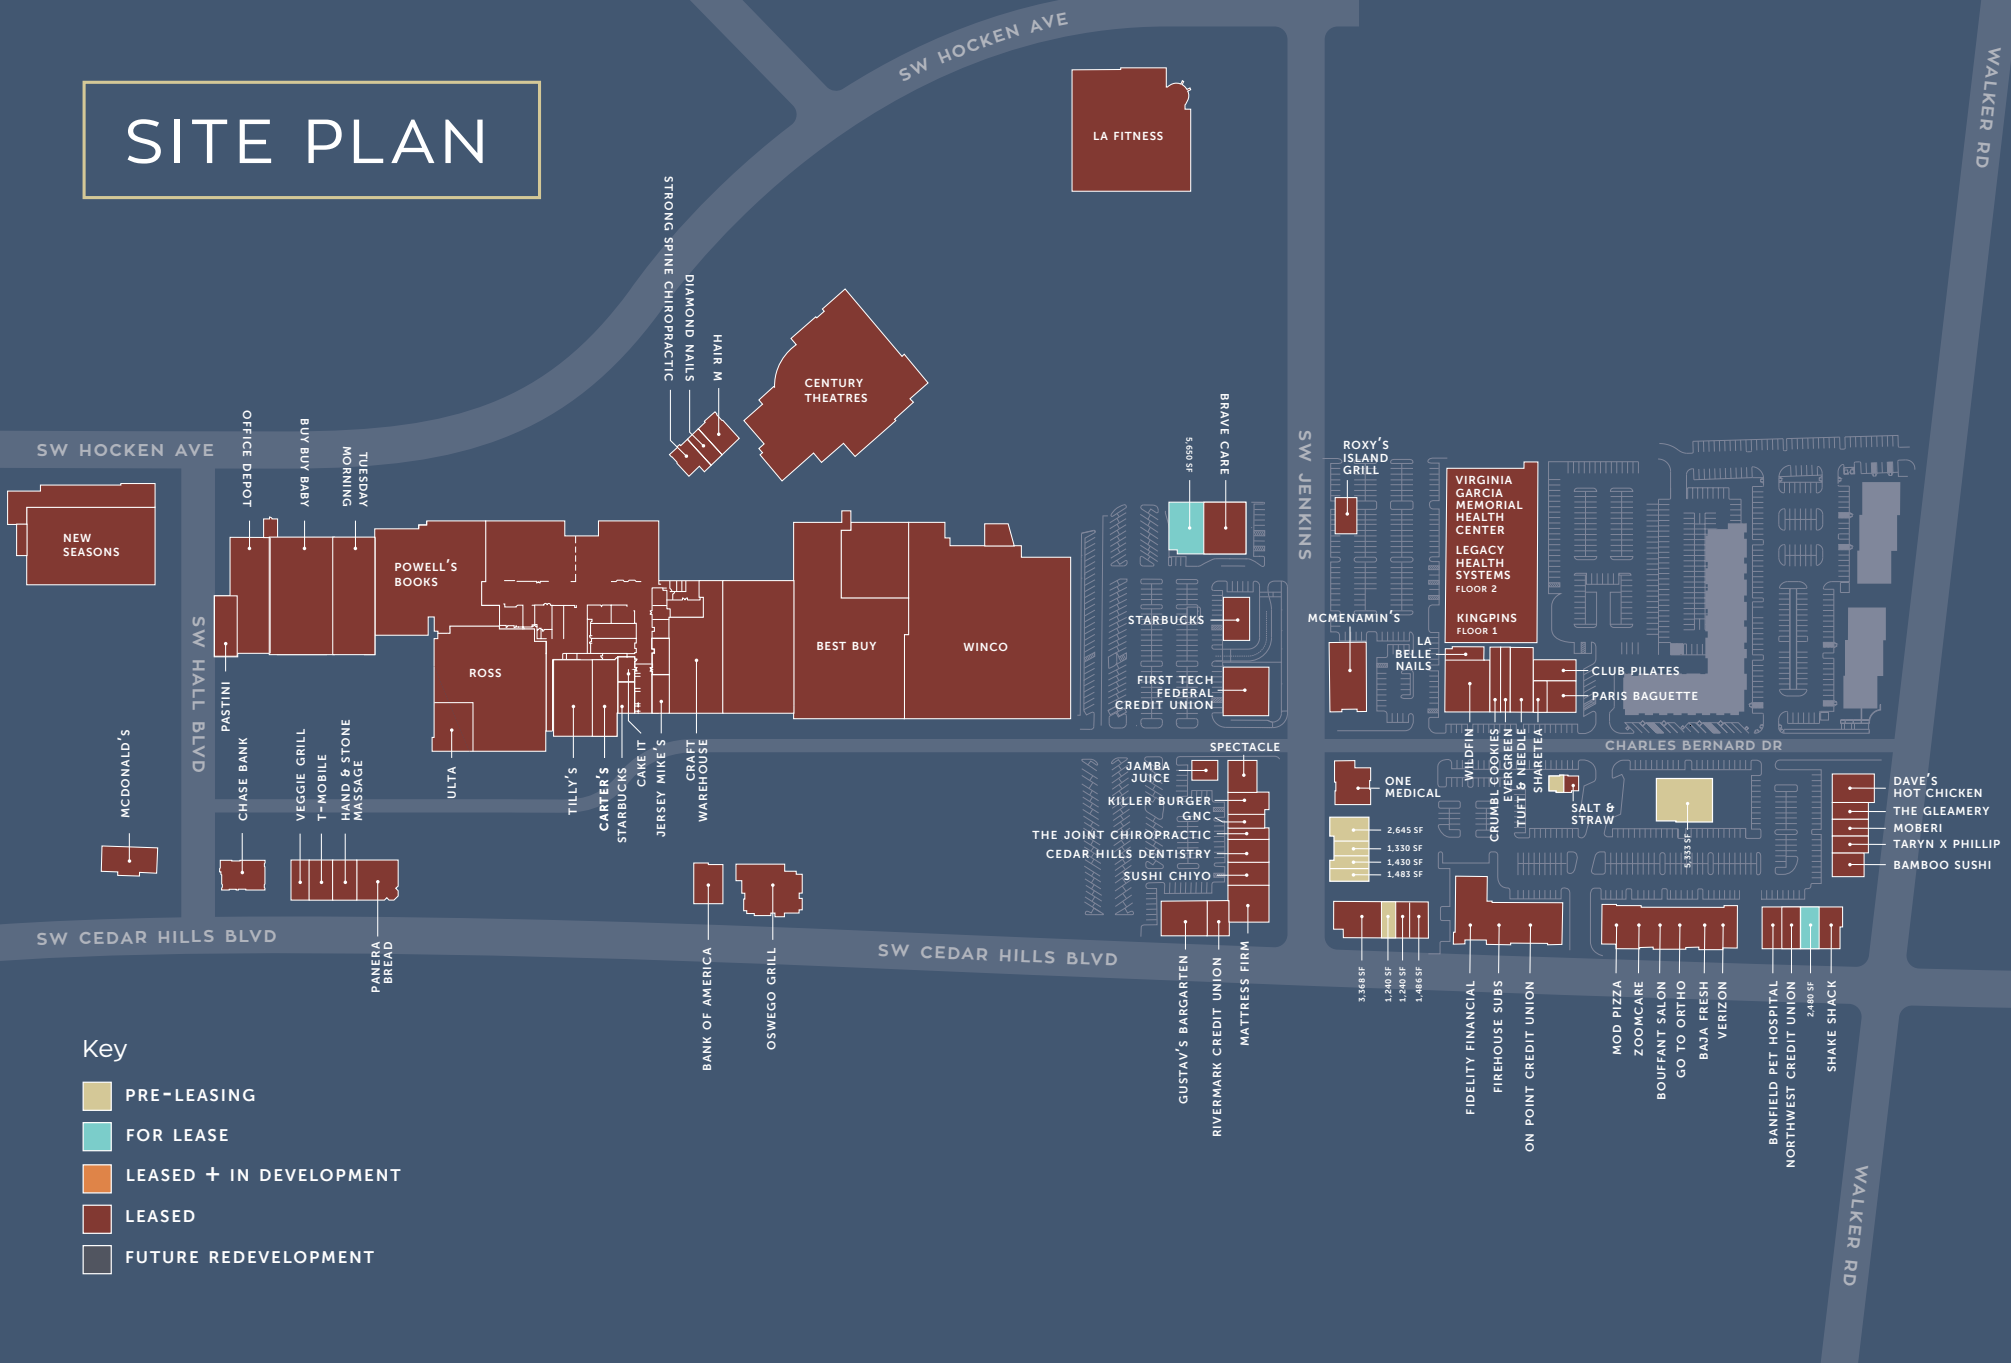 SITE PLAN
SW HOCKEN AVE
WALKER RD
LA FITNESS
STRONG SPINE CHIROPRACTIC
DIAMOND NAILS
HAIR M
CENTURY
THEATRES
SW HOCKEN AVE
OFFICE DEPOT
BUY BUY BABY
TUESDAY
MORNING
NEW
SEASONS
POWELL'S
BOOKS
BRAVE CARE
5,650 SF
SW JENKINS
ROXY'S
ISLAND
GRILL
VIRGINIA
GARCIA
MEMORIAL
HEALTH
CENTER
LEGACY
HEALTH
SYSTEMS
FLOOR 2
KINGPINS
FLOOR 1
SW HALL BLVD
PASTINI
ROSS
BEST BUY
WINCO
STARBUCKS
FIRST TECH
FEDERAL
CREDIT UNION
MCMENAMIN'S
LA
BELLE
NAILS
CLUB PILATES
PARIS BAGUETTE
CHARLES BERNARD DR
MCDONALD'S
CHASE BANK
VEGGIE GRILL
T-MOBILE
HAND & STONE
MASSAGE
ULTA
TILLY'S
CARTER'S
STARBUCKS
CAKE IT
JERSEY MIKE'S
CRAFT
WAREHOUSE
SPECTACLE
JAMBA
JUICE
KILLER BURGER
GNC
THE JOINT CHIROPRACTIC
CEDAR HILLS DENTISTRY
SUSHI CHIYO
ONE
MEDICAL
2,645 SF
1,330 SF
1,430 SF
1,483 SF
WILDFIN
CRUMBL COOKIES
EVERGREEN
TUFT & NEEDLE
SHARETEA
SALT &
STRAW
5,333 SF
DAVE'S
HOT CHICKEN
THE GLEAMERY
MOBERI
TARYN X PHILLIP
BAMBOO SUSHI
SW CEDAR HILLS BLVD
PANERA
BREAD
BANK OF AMERICA
OSWEGO GRILL
SW CEDAR HILLS BLVD
GUSTAV'S BARGARTEN
RIVERMARK CREDIT UNION
MATTRESS FIRM
3,368 SF
1,240 SF
1,240 SF
1,486 SF
FIDELITY FINANCIAL
FIREHOUSE SUBS
ON POINT CREDIT UNION
MOD PIZZA
ZOOMCARE
BOUFFANT SALON
GO TO ORTHO
BAJA FRESH
VERIZON
BANFIELD PET HOSPITAL
NORTHWEST CREDIT UNION
2,480 SF
SHAKE SHACK
WALKER RD
Key
PRE-LEASING
FOR LEASE
LEASED + IN DEVELOPMENT
LEASED
FUTURE REDEVELOPMENT